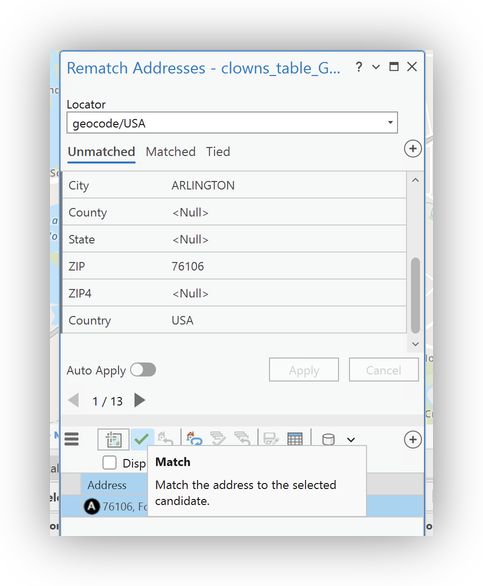 Rematch Addresses - clowns_table_G...
?
Locator
geocode/USA
Unmatched Matched Tied
City ARLINGTON
County <Null>
State <Null>
ZIP 76106
ZIP4 <Null>
Country USA
Auto Apply Apply Cancel
1 / 13
Disp
Match
Address
Match the address to the selected
candidate.
A 76106, Fo